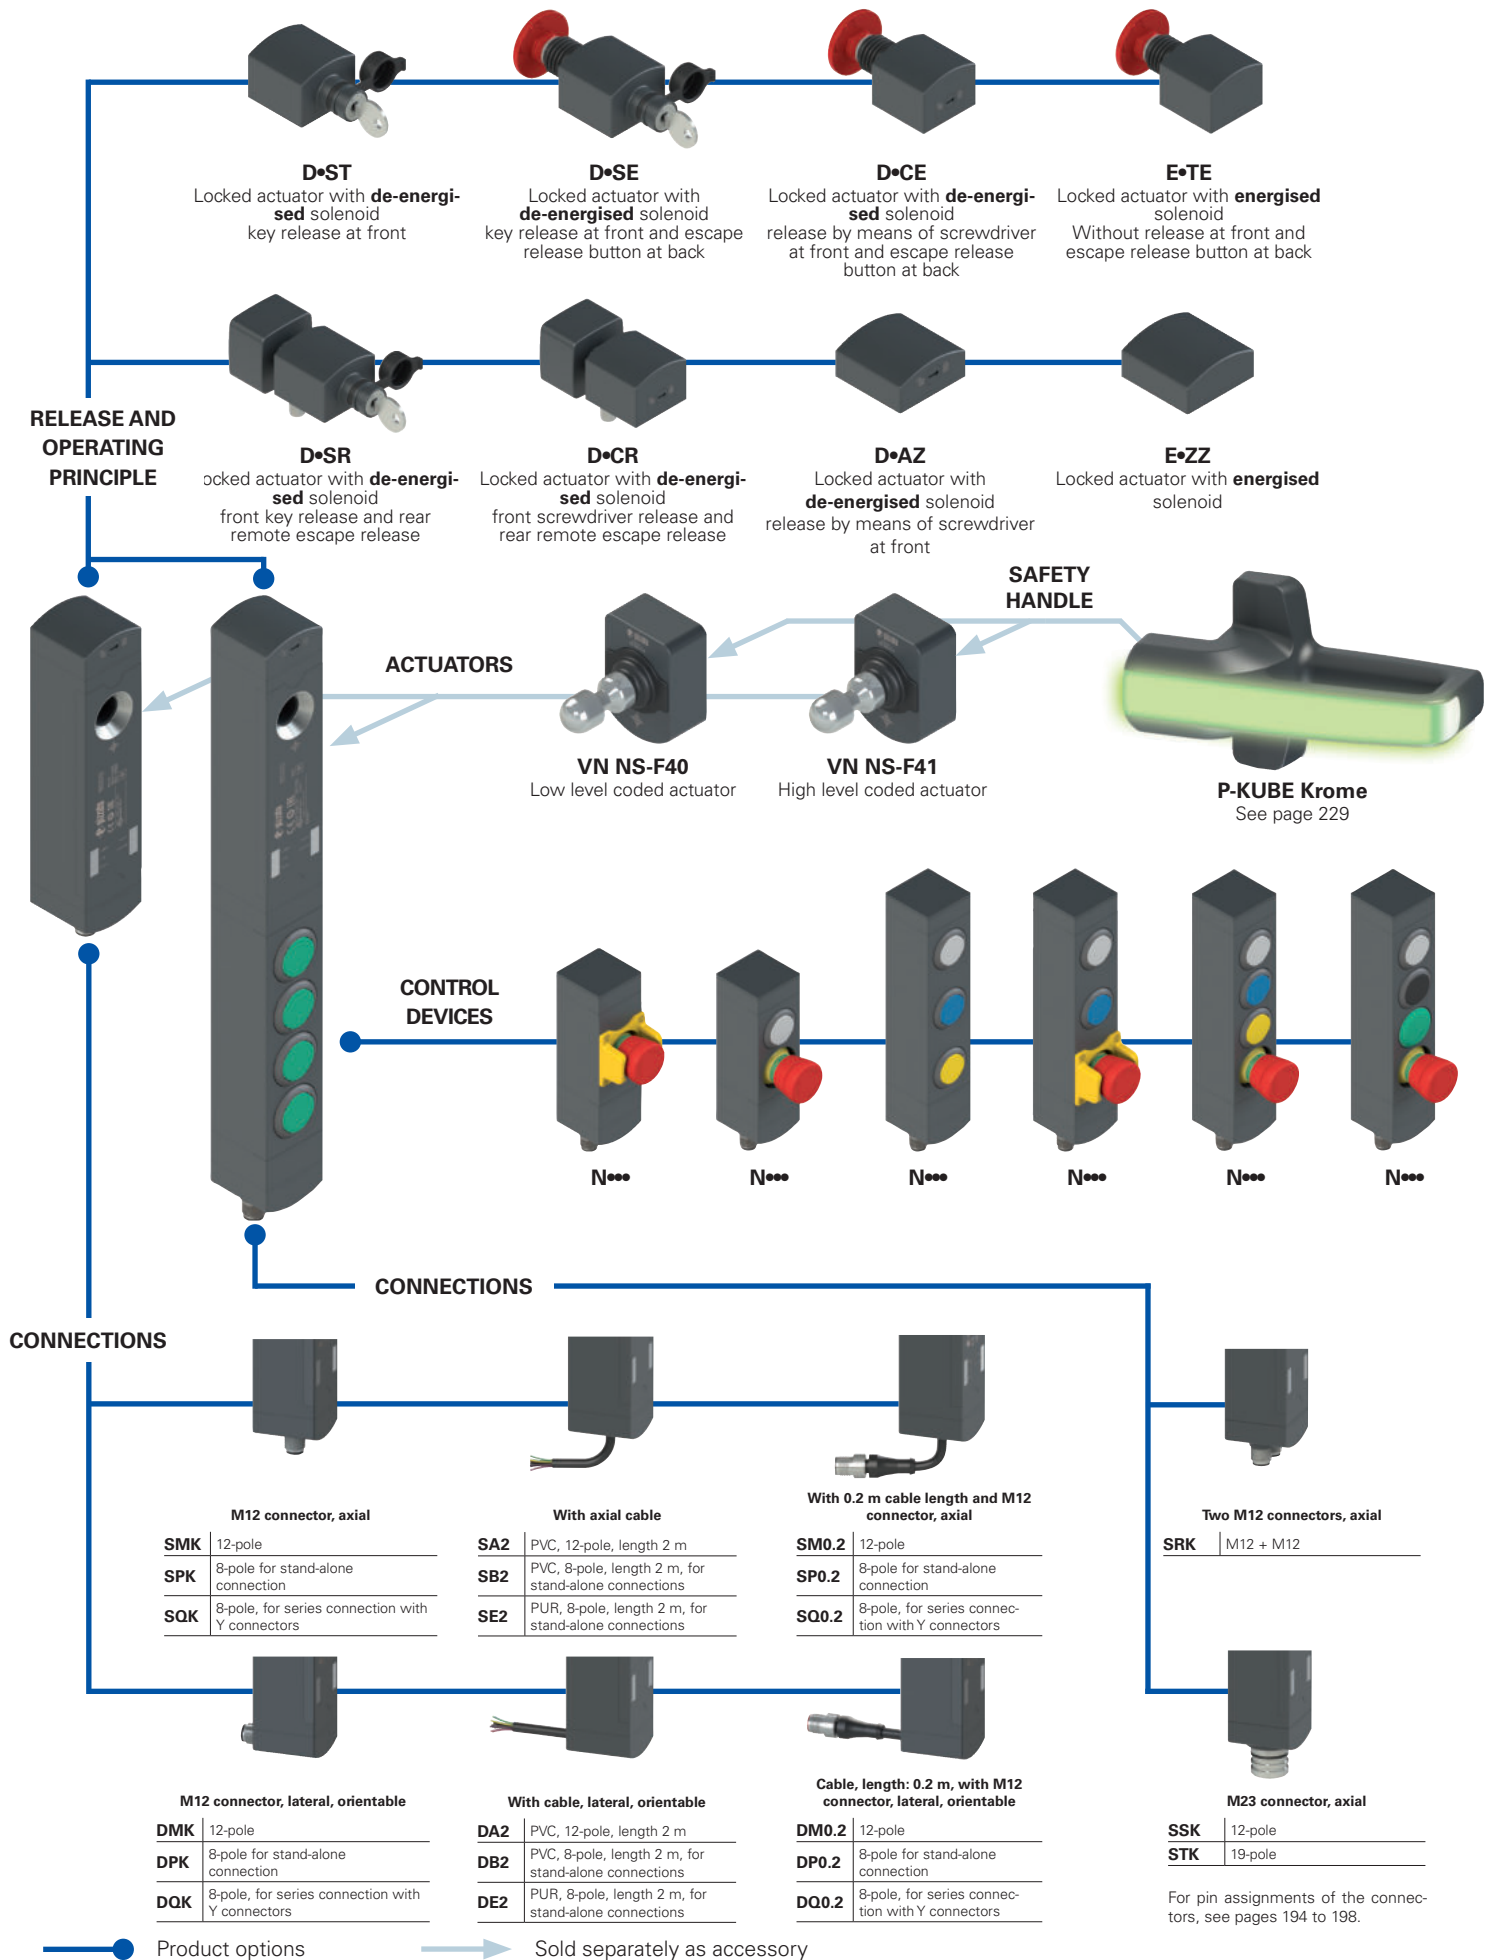 D•ST
Locked actuator with de-energi-
sed solenoid
key release at front
D•SE
Locked actuator with
de-energised solenoid
key release at front and escape
release button at back
D•CE
Locked actuator with de-energi-
sed solenoid
release by means of screwdriver
at front and escape release
button at back
E•TE
Locked actuator with energised
solenoid
Without release at front and
escape release button at back
RELEASE AND
OPERATING
PRINCIPLE
D•SR
ocked actuator with de-energi-
sed solenoid
front key release and rear
remote escape release
D•CR
Locked actuator with de-energi-
sed solenoid
front screwdriver release and
rear remote escape release
D•AZ
Locked actuator with
de-energised solenoid
release by means of screwdriver
at front
E•ZZ
Locked actuator with energised
solenoid
SAFETY
HANDLE
ACTUATORS
VN NS-F40
Low level coded actuator
VN NS-F41
High level coded actuator
P-KUBE Krome
See page 229
CONTROL
DEVICES
N•••
N•••
N•••
N•••
N•••
N•••
CONNECTIONS
CONNECTIONS
M12 connector, axial
SMK 12-pole
SPK 8-pole for stand-alone
connection
SQK 8-pole, for series connection with
Y connectors
With axial cable
SA2 PVC, 12-pole, length 2 m
SB2 PVC, 8-pole, length 2 m, for
stand-alone connections
SE2 PUR, 8-pole, length 2 m, for
stand-alone connections
With 0.2 m cable length and M12
connector, axial
SM0.2 12-pole
SP0.2 8-pole for stand-alone
connection
SQ0.2 8-pole, for series connec-
tion with Y connectors
Two M12 connectors, axial
SRK M12 + M12
M12 connector, lateral, orientable
DMK 12-pole
DPK 8-pole for stand-alone
connection
DQK 8-pole, for series connection with
Y connectors
With cable, lateral, orientable
DA2 PVC, 12-pole, length 2 m
DB2 PVC, 8-pole, length 2 m, for
stand-alone connections
DE2 PUR, 8-pole, length 2 m, for
stand-alone connections
Cable, length: 0.2 m, with M12
connector, lateral, orientable
DM0.2 12-pole
DP0.2 8-pole for stand-alone
connection
DQ0.2 8-pole, for series connec-
tion with Y connectors
M23 connector, axial
SSK 12-pole
STK 19-pole
For pin assignments of the connec-
tors, see pages 194 to 198.
Product options
Sold separately as accessory